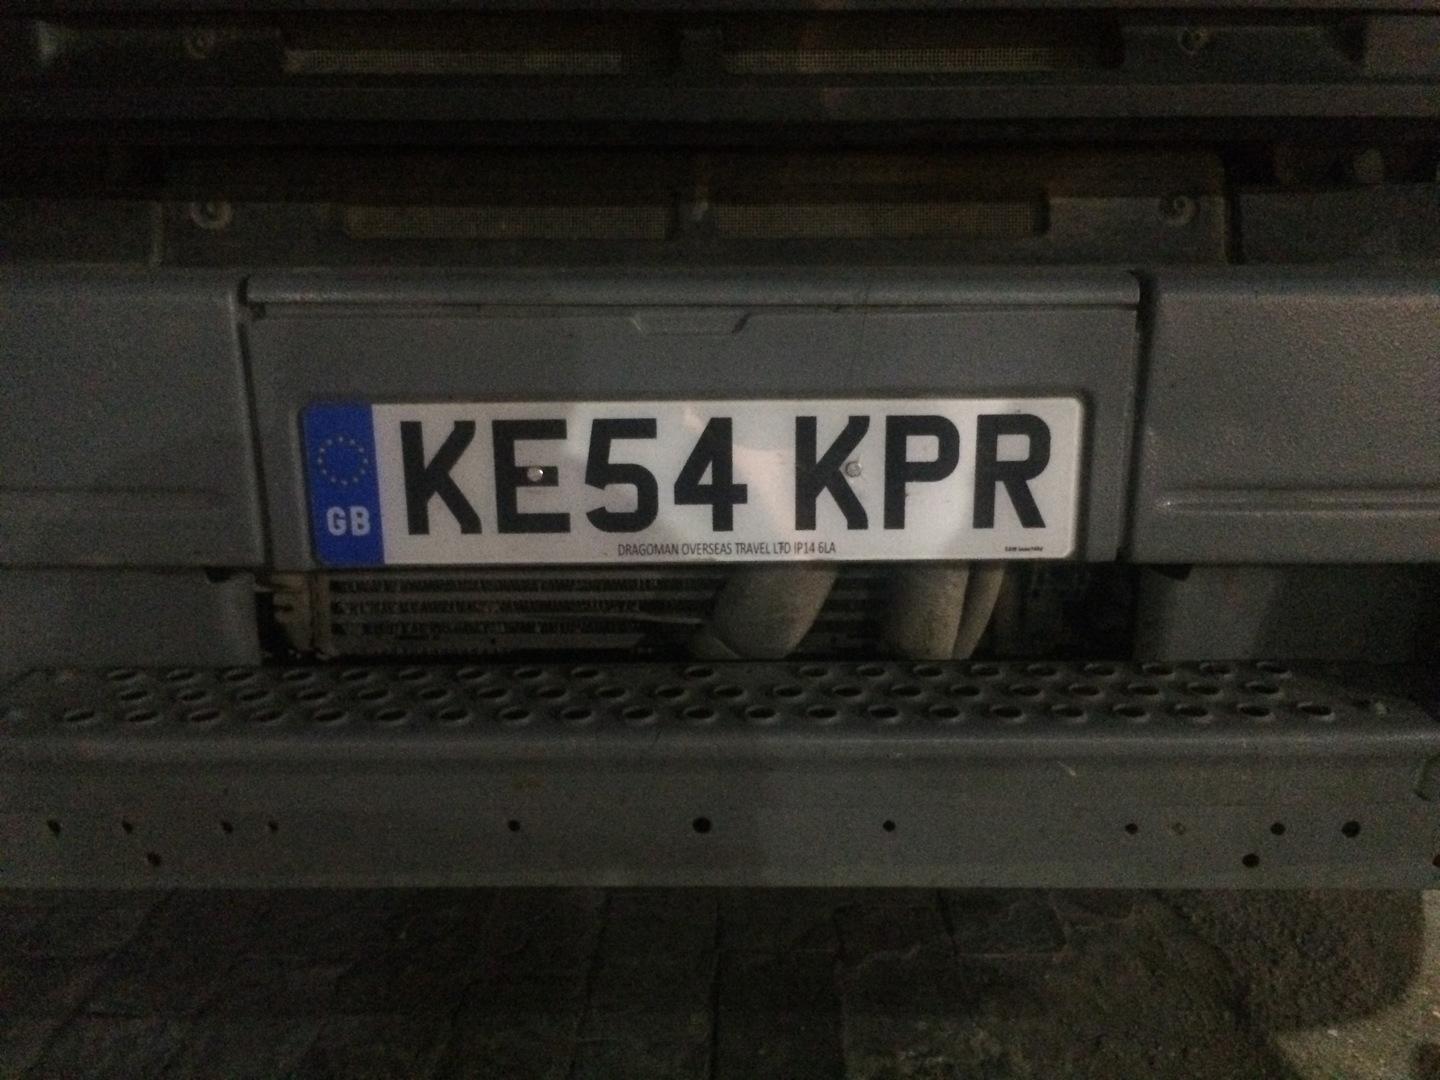 KE54 KPR
GB
DRAGOMAN OVERSEAS TRAVEL LTD IP14 6LA